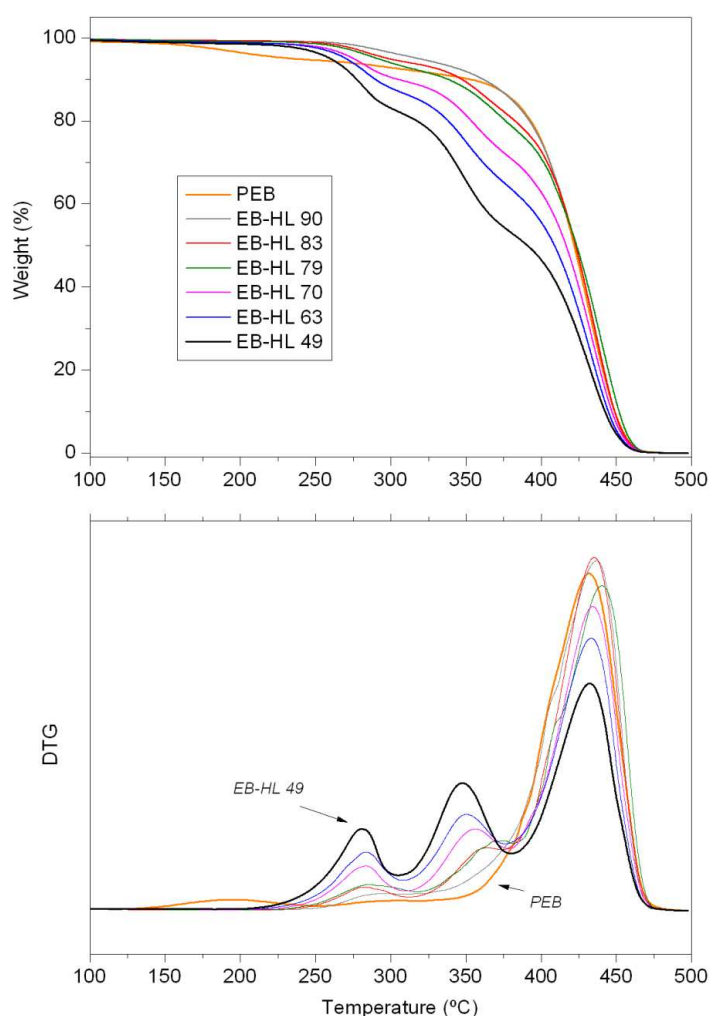 100
80
60
40
20
0
Weight (%)
PEB
EB-HL 90
EB-HL 83
EB-HL 79
EB-HL 70
EB-HL 63
EB-HL 49
100 150 200 250 300 350 400 450 500
DTG
EB-HL 49
PEB
100 150 200 250 300 350 400 450 500
Temperature (ºC)